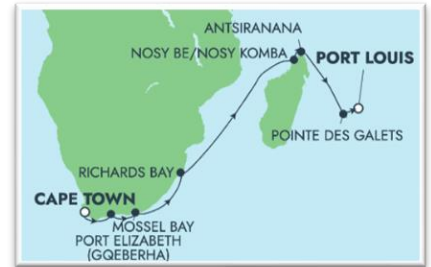 ANTSIRANANA
NOSY BE/NOSY KOMBA
PORT LOUIS
POINTE DES GALETS
RICHARDS BAY
CAPE TOWN
MOSSEL BAY
PORT ELIZABETH
(GQEBERHA)